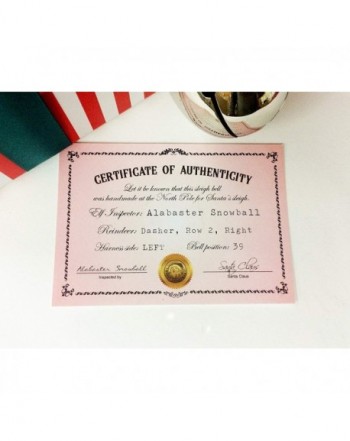 CERTIFICATE OF AUTHENTICITY
Let it be known that this sleigh bell
was handmade at the North Pole for Santa's sleigh.
Elf Inspector: Alabaster Snowball
Reindeer: Dasher, Row 2, Right
Harness side: LEFT Bell position: 39
Alabaster Snowball Santa Claus
Inspected by Santa Claus